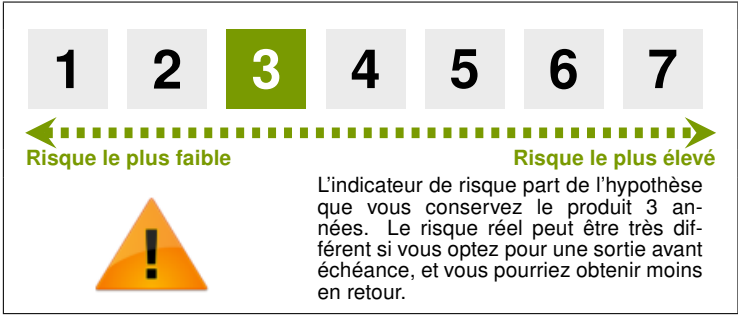 1 2 3 4 5 6 7
Risque le plus faible Risque le plus élevé
L'indicateur de risque part de l'hypothèse
que vous conservez le produit 3 an-
nées. Le risque réel peut être très dif-
férent si vous optez pour une sortie avant
échéance, et vous pourriez obtenir moins
en retour.